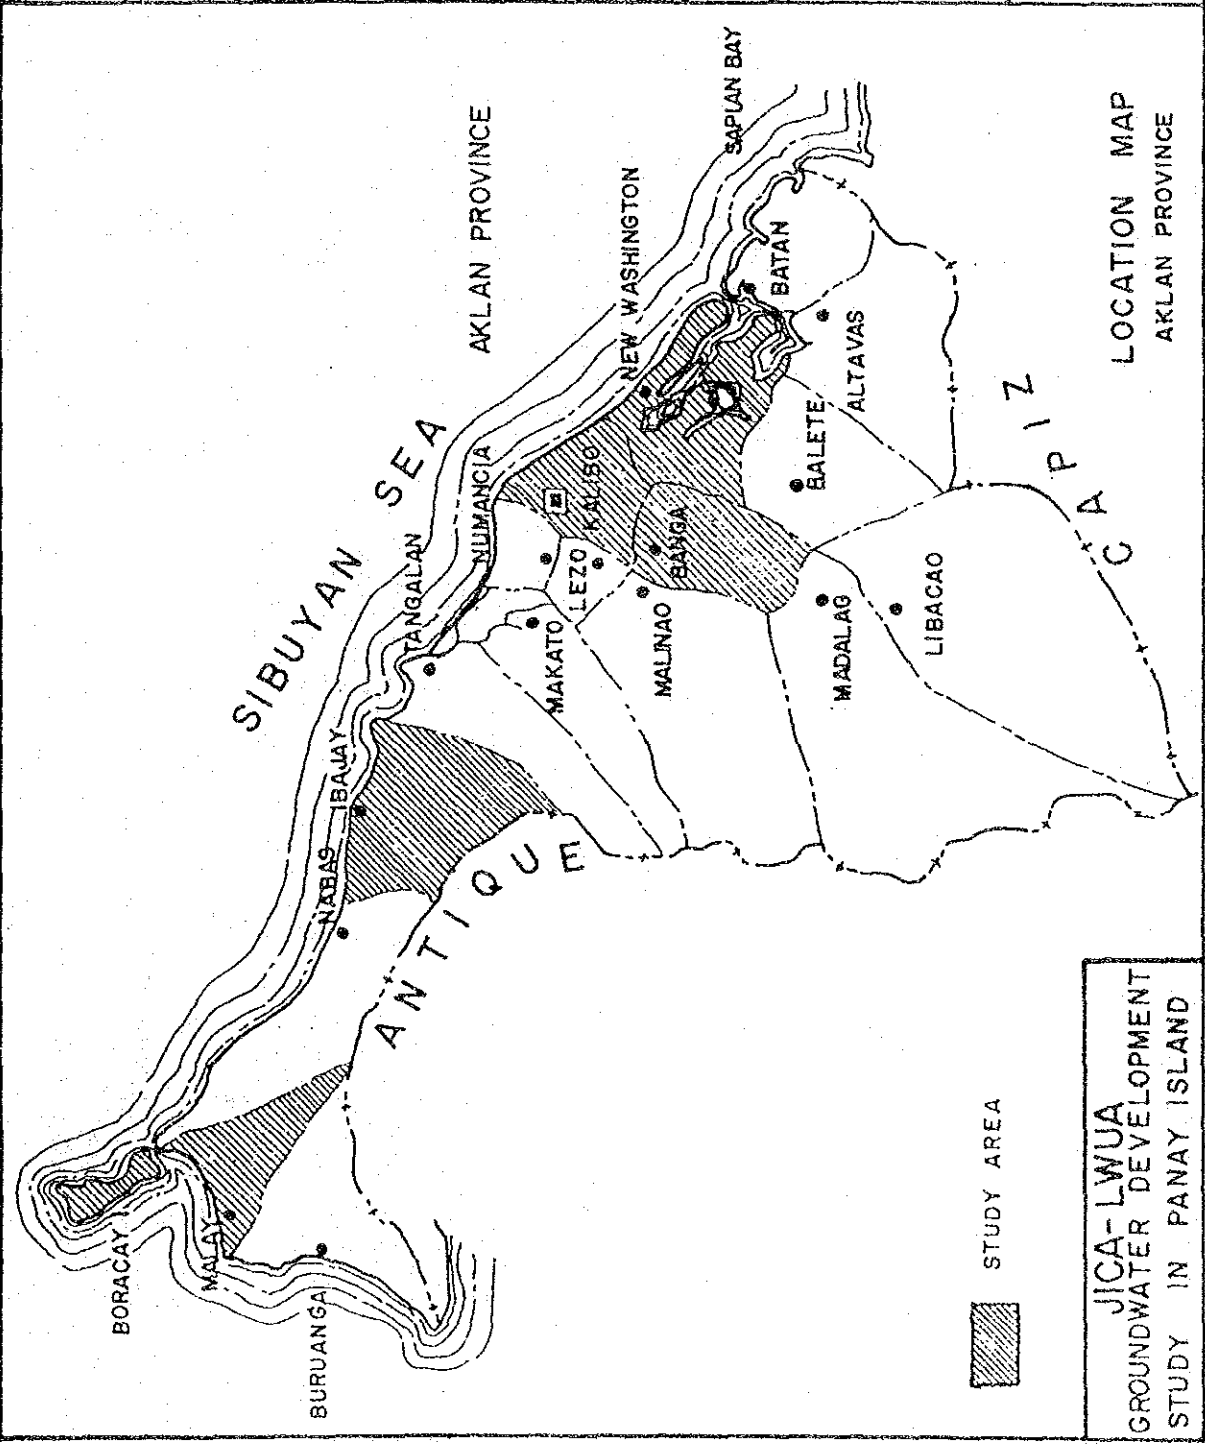 SIBUYAN SEA
AKLAN PROVINCE
SAPIAN BAY
BORACAY
MALAY
BURUANGA
NABAS
IBAJAY
TANGALAN
NUMANCIA
NEW WASHINGTON
KALIBO
BATAN
MAKATO
LEZO
BANGA
MALINAO
BALETE
ALTAVAS
MADALAG
LIBACAO
ANTIQUE
CAPIZ
STUDY AREA
LOCATION MAP
AKLAN PROVINCE
JICA-LWUA
GROUNDWATER DEVELOPMENT
STUDY IN PANAY ISLAND